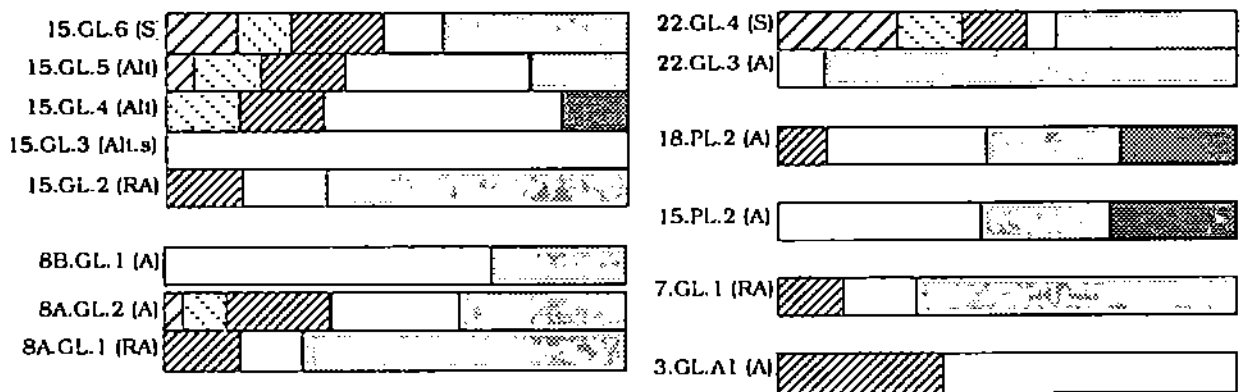 15.GL.6 (S)
15.GL.5 (Alt)
15.GL.4 (Alt)
15.GL.3 (Alt.s)
15.GL.2 (RA)
8B.GL.1 (A)
8A.GL.2 (A)
8A.GL.1 (RA)
22.GL.4 (S)
22.GL.3 (A)
18.PL.2 (A)
15.PL.2 (A)
7.GL.1 (RA)
3.GL.A1 (A)